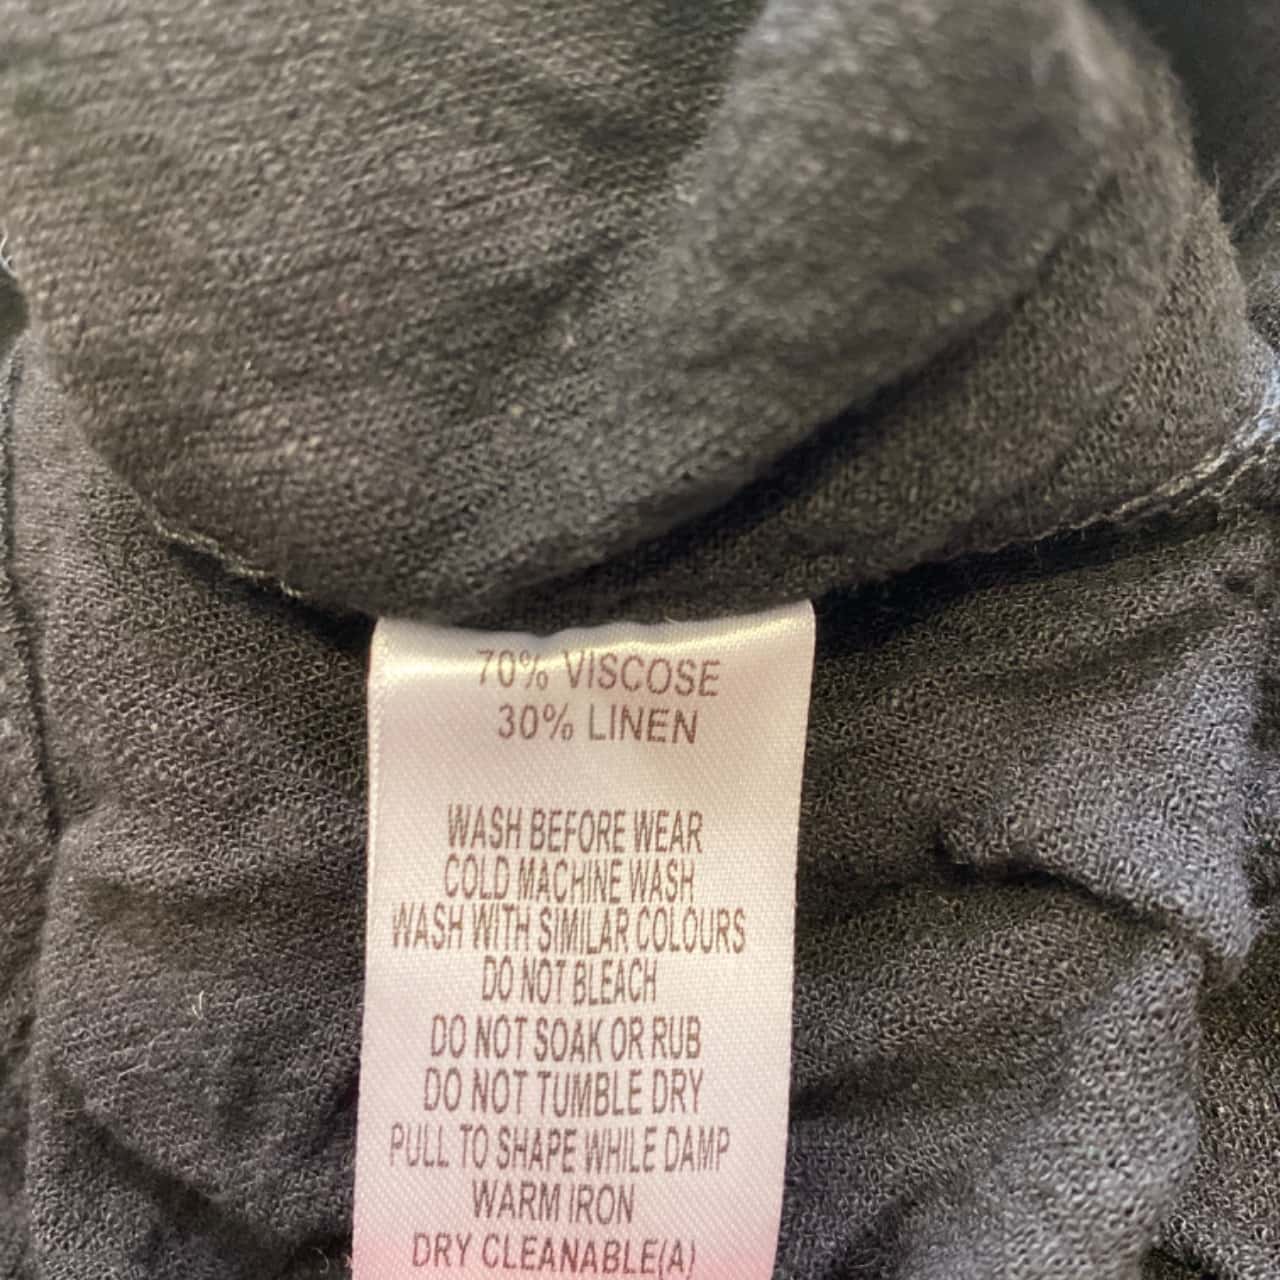 70% VISCOSE
30% LINEN
WASH BEFORE WEAR
COLD MACHINE WASH
WASH WITH SIMILAR COLOURS
DO NOT BLEACH
DO NOT SOAK OR RUB
DO NOT TUMBLE DRY
PULL TO SHAPE WHILE DAMP
WARM IRON
DRY CLEANABLE(A)